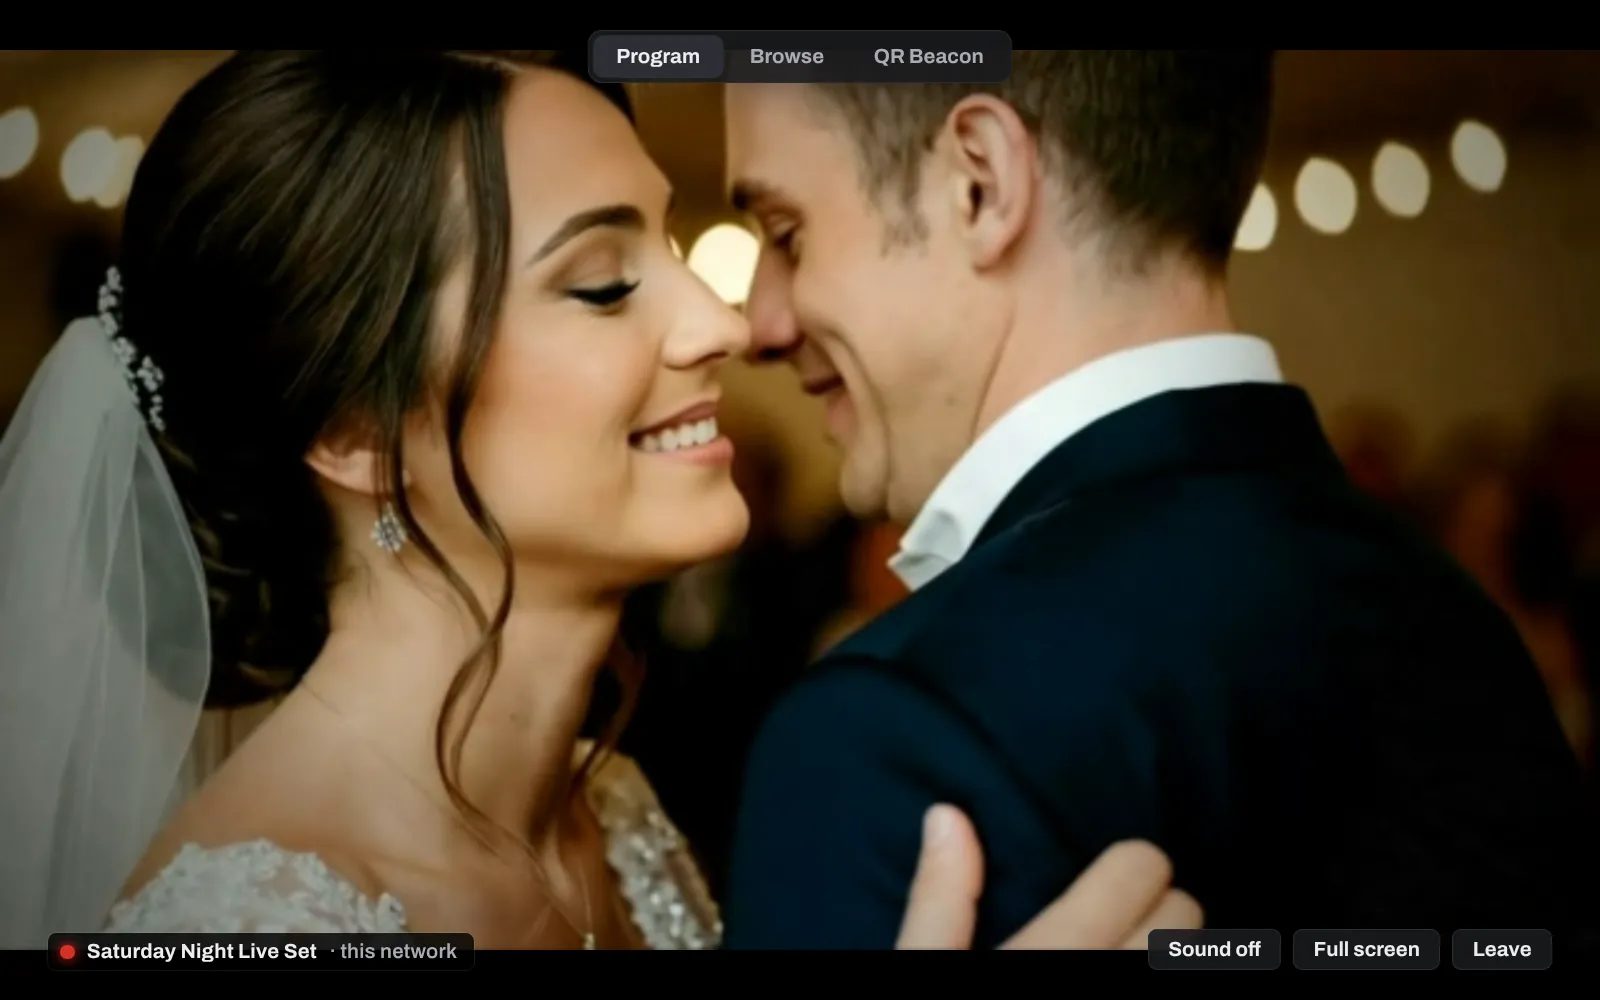 Program
Browse
QR Beacon
Saturday Night Live Set · this network
Sound off
Full screen
Leave